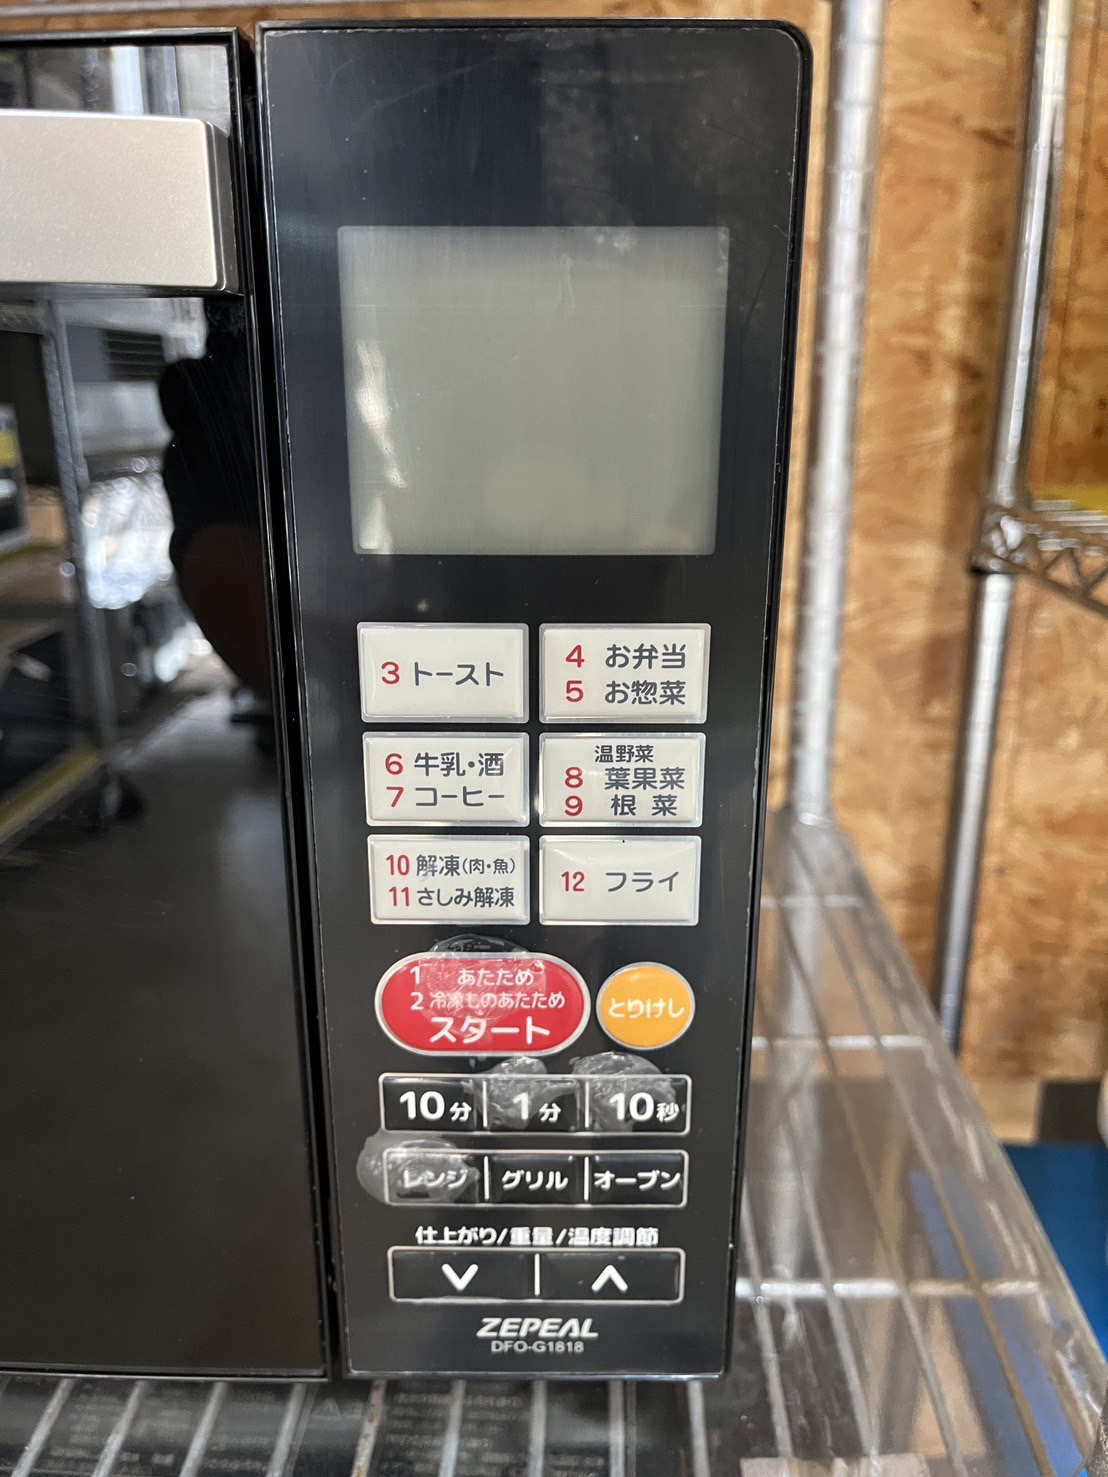 3 トースト
4 お弁当
5 お惣菜
6 牛乳・酒
7 コーヒー
温野菜
8 葉果菜
9 根菜
10 解凍(肉・魚)
11 さしみ解凍
12 フライ
1 あたため
2 冷凍ものあたため
スタート
とりけし
10分 1分 10秒
レンジ グリル オーブン
仕上がり/重量/温度調節
ZEPEAL
DFO-G1818